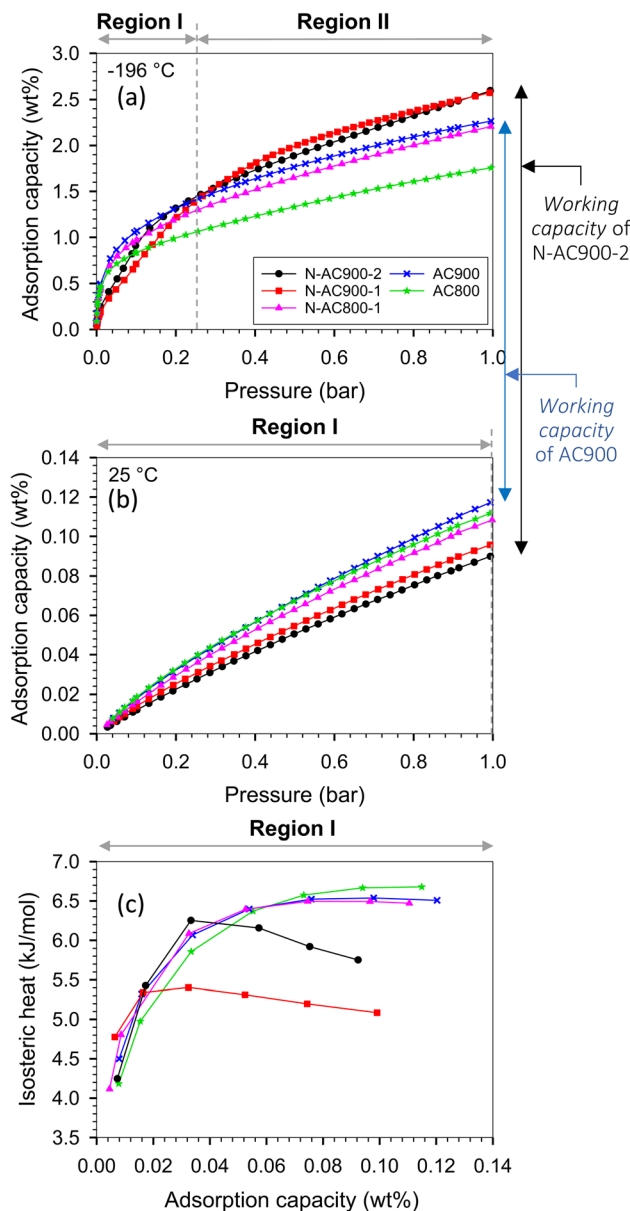 Region I Region II
-196 °C
(a)
Adsorption capacity (wt%)
3.0
2.5
2.0
1.5
1.0
0.5
0.0
N-AC900-2
N-AC900-1
N-AC800-1
AC900
AC800
0.0 0.2 0.4 0.6 0.8 1.0
Pressure (bar)
Working
capacity of
N-AC900-2
Working
capacity
of AC900
Region I
25 °C
(b)
Adsorption capacity (wt%)
0.14
0.12
0.10
0.08
0.06
0.04
0.02
0.00
0.0 0.2 0.4 0.6 0.8 1.0
Pressure (bar)
Region I
(c)
Isosteric heat (kJ/mol)
7.0
6.5
6.0
5.5
5.0
4.5
4.0
3.5
0.00 0.02 0.04 0.06 0.08 0.10 0.12 0.14
Adsorption capacity (wt%)